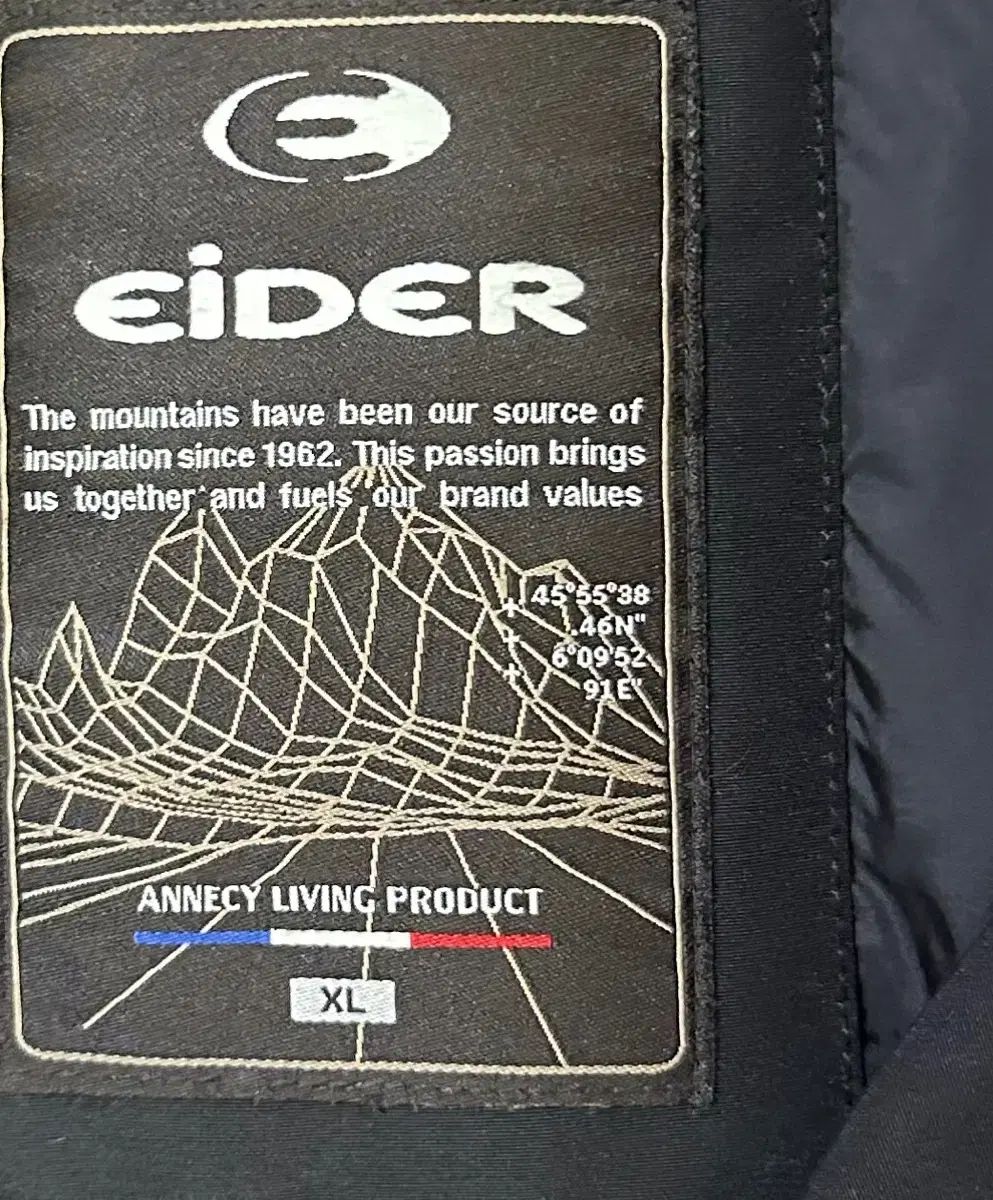 EiDER
The mountains have been our source of
inspiration since 1962. This passion brings
us together and fuels our brand values
45°55°38
.46N"
6°09'52
91E"
ANNECY LIVING PRODUCT
XL